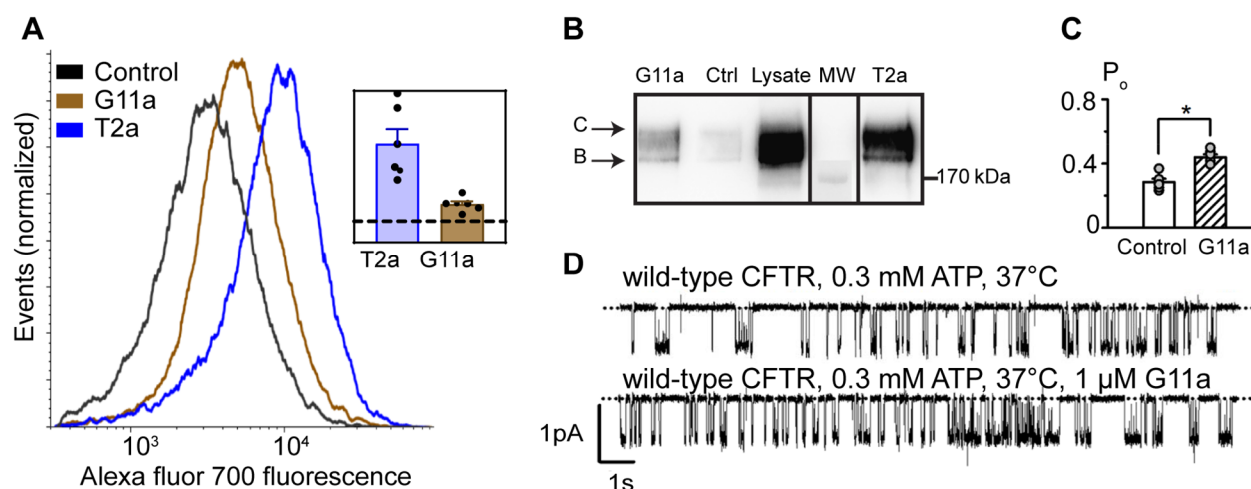 A
Control
G11a
T2a
Events (normalized)
10³
10⁴
Alexa fluor 700 fluorescence
T2a
G11a
B
G11a Ctrl Lysate MW T2a
C
B
170 kDa
C
Pₒ
0.8
0.4
0
*
Control G11a
D
wild-type CFTR, 0.3 mM ATP, 37°C
wild-type CFTR, 0.3 mM ATP, 37°C, 1 µM G11a
1pA
1s